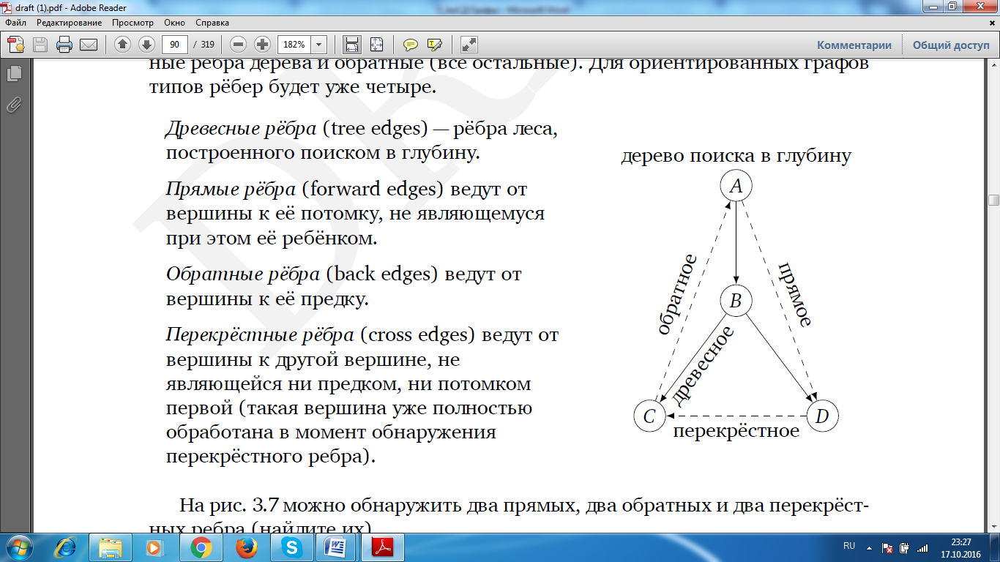 draft (1).pdf - Adobe Reader
Файл Редактирование Просмотр Окно Справка
90 / 319 182% Комментарии Общий доступ
ные ребра дерева и обратные (все остальные). Для ориентированных графов
типов рёбер будет уже четыре.
Древесные рёбра (tree edges) — рёбра леса,
построенного поиском в глубину.
Прямые рёбра (forward edges) ведут от
вершины к её потомку, не являющемуся
при этом её ребёнком.
Обратные рёбра (back edges) ведут от
вершины к её предку.
Перекрёстные рёбра (cross edges) ведут от
вершины к другой вершине, не
являющейся ни предком, ни потомком
первой (такая вершина уже полностью
обработана в момент обнаружения
перекрёстного ребра).
дерево поиска в глубину
A
обратное
прямое
B
древесное
C
D
перекрёстное
На рис. 3.7 можно обнаружить два прямых, два обратных и два перекрёст-
ных ребра (найдите их)
RU
23:27
17.10.2016